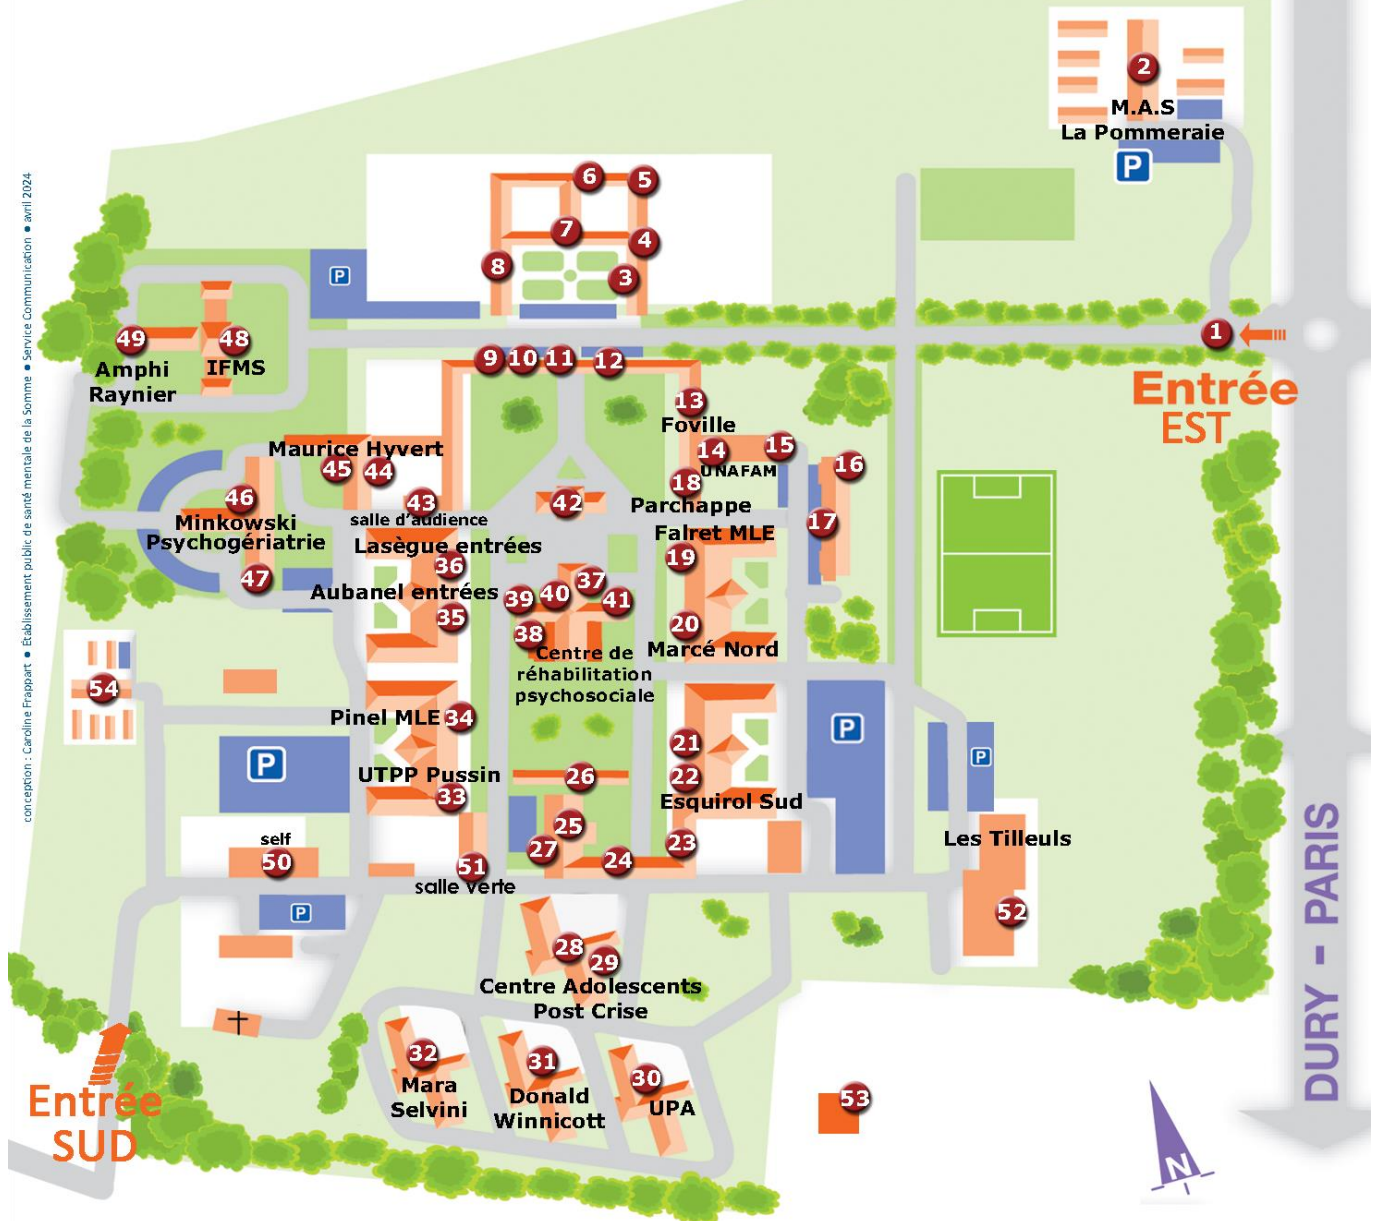 2
M.A.S
La Pommeraie
P
6
5
7
4
8
3
P
1
Entrée
EST
49
48
Amphi
Raynier
IFMS
9
10
11
12
13
Foville
14
15
UNAFAM
16
Maurice Hyvert
45
44
18
Parchappe
43
salle d'audience
42
17
46
Minkowski
Psychogériatrie
47
Lasègue entrées
36
Falret MLE
19
Aubanel entrées
35
39
40
37
41
38
20
Marcé Nord
Centre de
réhabilitation
psychosociale
54
Pinel MLE
34
21
22
Esquirol Sud
P
P
UTPP Pussin
33
26
25
27
24
23
P
Les Tilleuls
52
self
50
51
salle verte
P
28
29
Centre Adolescents
Post Crise
32
Mara
Selvini
31
Donald
Winnicott
30
UPA
53
Entrée
SUD
DURY - PARIS
N
conception : Caroline Frappart ● Établissement public de santé mentale de la Somme ● Service Communication ● avril 2024